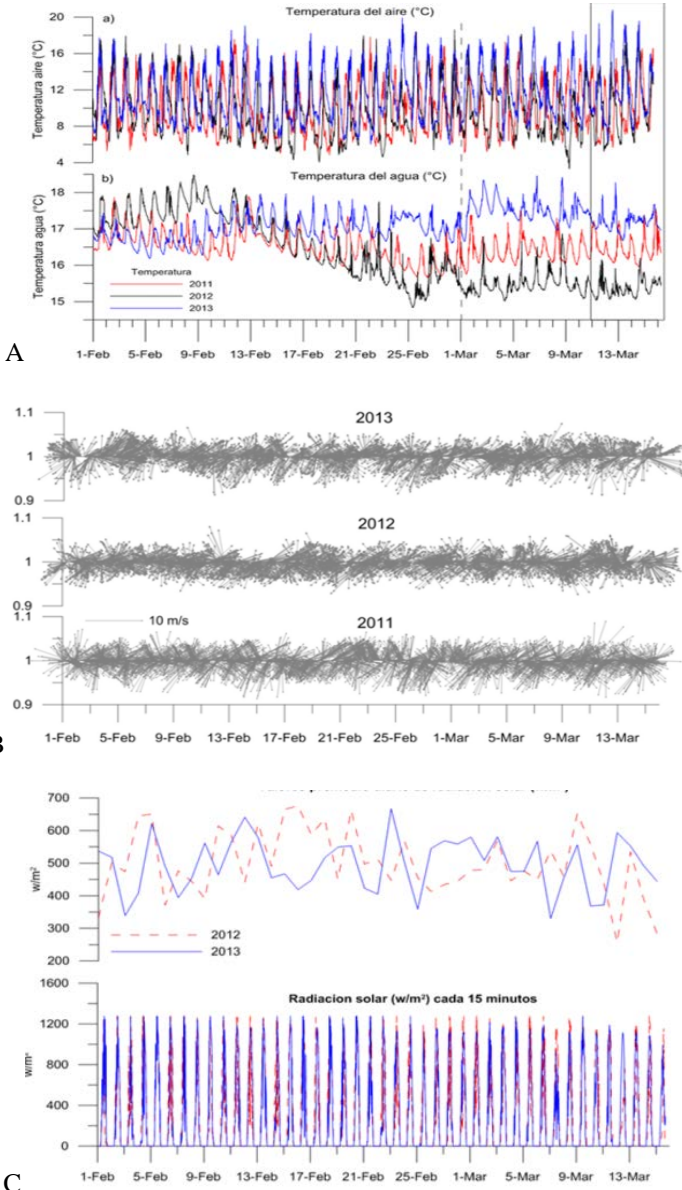 Temperatura del aire (°C)
a)
Temperatura aire (°C)
20
16
12
8
4
Temperatura del agua (°C)
b)
Temperatura agua (°C)
18
17
16
15
Temperatura
2011
2012
2013
1-Feb 5-Feb 9-Feb 13-Feb 17-Feb 21-Feb 25-Feb 1-Mar 5-Mar 9-Mar 13-Mar
A
2013
1.1
1
0.9
2012
1.1
1
0.9
2011
10 m/s
1.1
1
0.9
1-Feb 5-Feb 9-Feb 13-Feb 17-Feb 21-Feb 25-Feb 1-Mar 5-Mar 9-Mar 13-Mar
B
700
600
500
400
300
200
w/m²
2012
2013
Radiacion solar (w/m²) cada 15 minutos
1600
1200
800
400
0
1-Feb 5-Feb 9-Feb 13-Feb 17-Feb 21-Feb 25-Feb 1-Mar 5-Mar 9-Mar 13-Mar
C